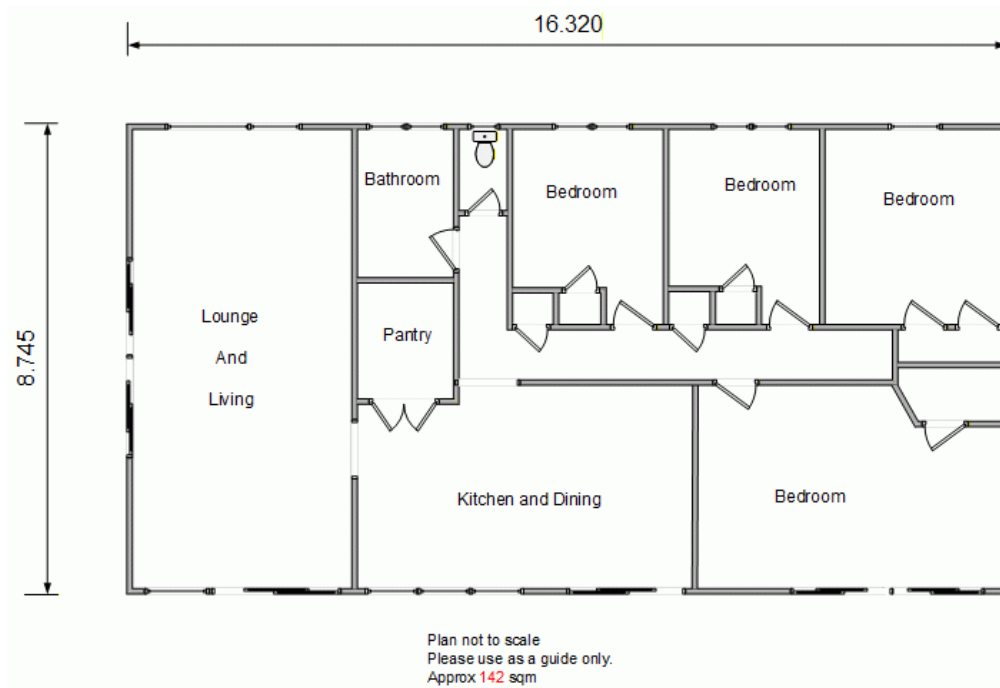 16.320
Bathroom
Bedroom
Bedroom
Bedroom
8.745
Lounge
And
Living
Pantry
Kitchen and Dining
Bedroom
Plan not to scale
Please use as a guide only.
Approx 142 sqm